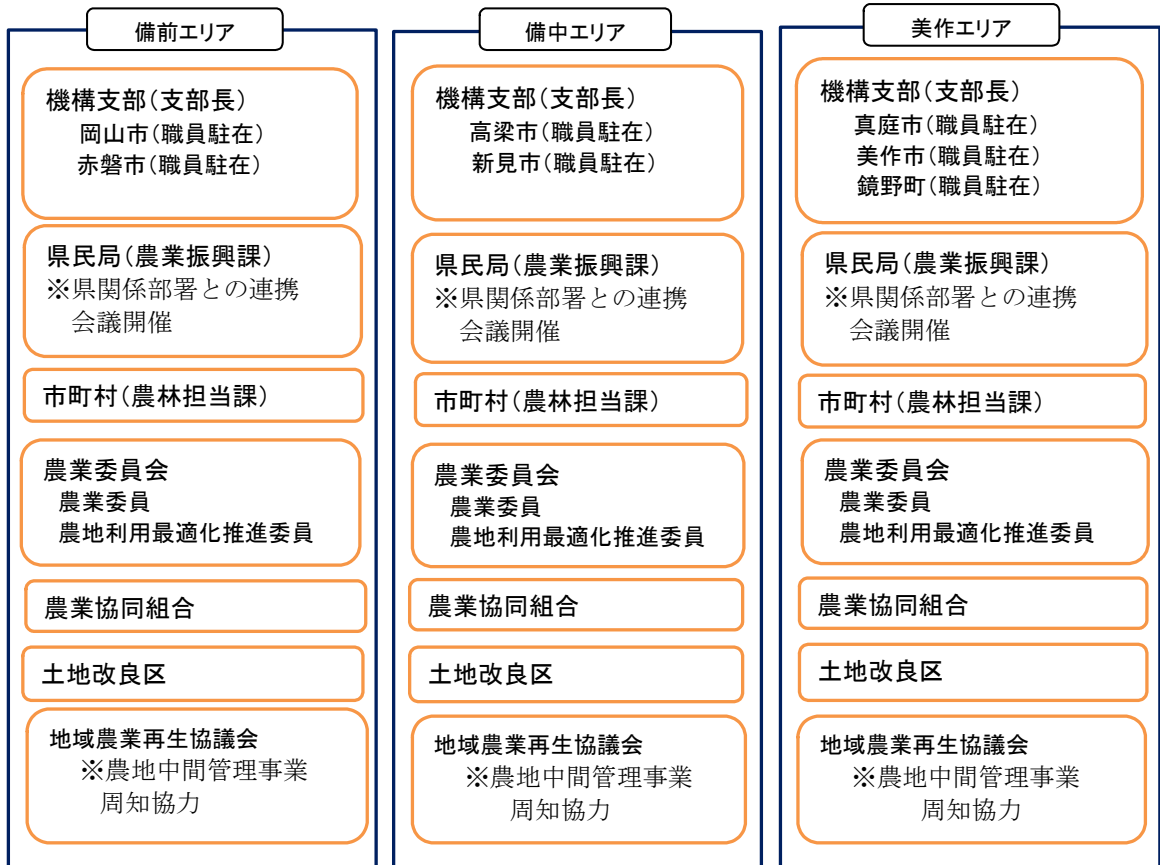 備前エリア
機構支部(支部長)
岡山市(職員駐在)
赤磐市(職員駐在)
県民局(農業振興課)
※県関係部署との連携
会議開催
市町村(農林担当課)
農業委員会
農業委員
農地利用最適化推進委員
農業協同組合
土地改良区
地域農業再生協議会
※農地中間管理事業
周知協力
備中エリア
機構支部(支部長)
高梁市(職員駐在)
新見市(職員駐在)
県民局(農業振興課)
※県関係部署との連携
会議開催
市町村(農林担当課)
農業委員会
農業委員
農地利用最適化推進委員
農業協同組合
土地改良区
地域農業再生協議会
※農地中間管理事業
周知協力
美作エリア
機構支部(支部長)
真庭市(職員駐在)
美作市(職員駐在)
鏡野町(職員駐在)
県民局(農業振興課)
※県関係部署との連携
会議開催
市町村(農林担当課)
農業委員会
農業委員
農地利用最適化推進委員
農業協同組合
土地改良区
地域農業再生協議会
※農地中間管理事業
周知協力